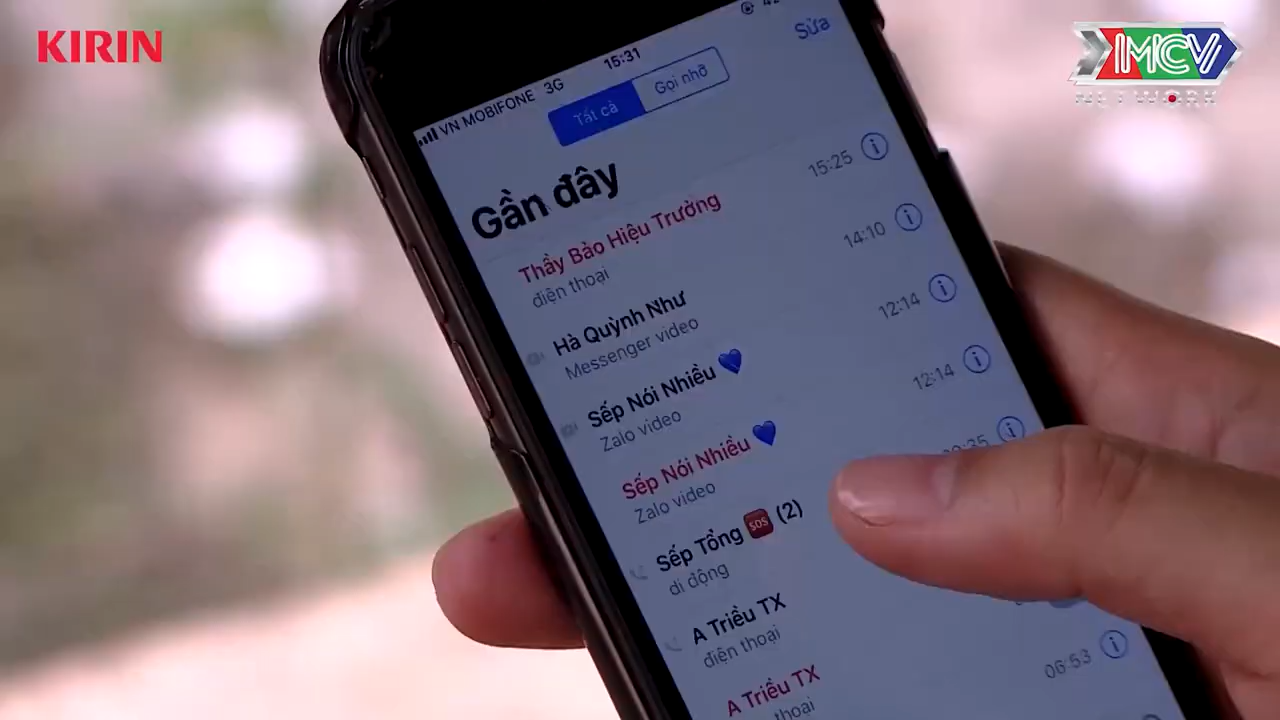 KIRIN
MCV
NETWORK
VN MOBIFONE 3G
15:31
Tất cả
Gọi nhỡ
Sửa
Gần đây
Thầy Bảo Hiệu Trưởng
điện thoại
15:25
Hà Quỳnh Như
Messenger video
14:10
Sếp Nói Nhiều 💙
Zalo video
12:14
Sếp Nói Nhiều 💙
Zalo video
12:14
Sếp Tổng 🆘 (2)
di động
A Triều TX
điện thoại
A Triều TX
thoại
06:53